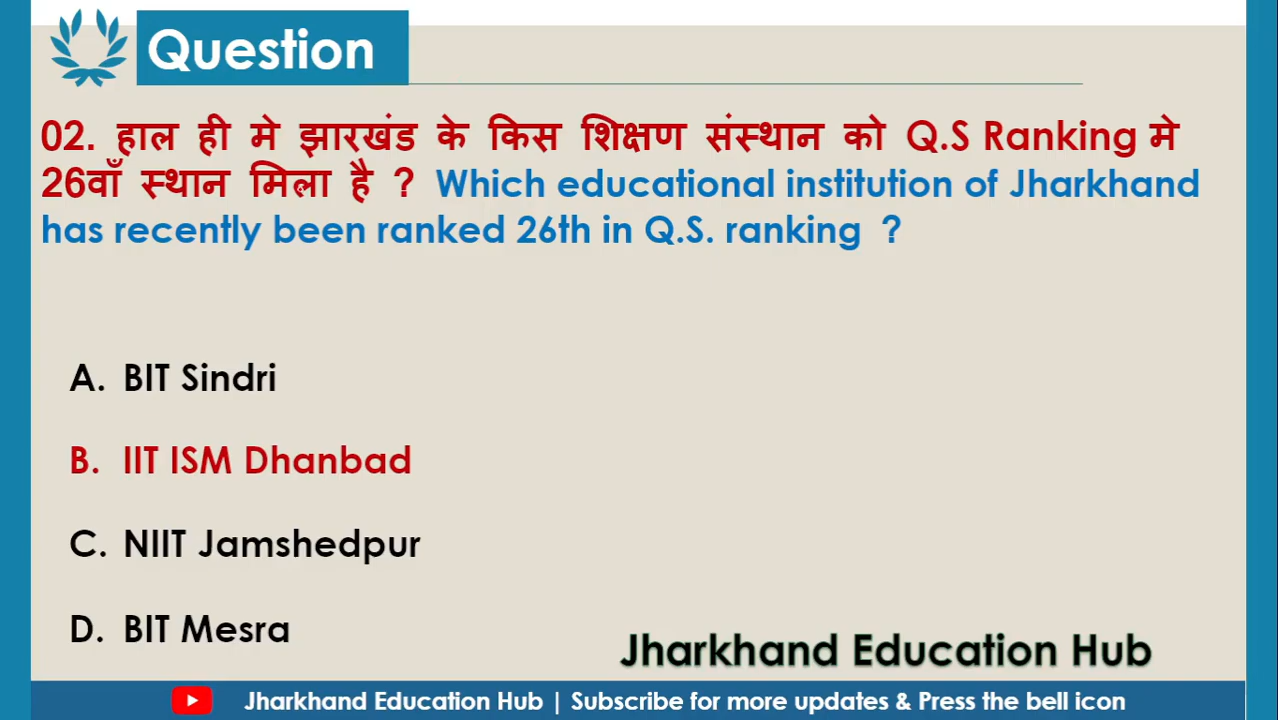 Question
02. हाल ही मे झारखंड के किस शिक्षण संस्थान को Q.S Ranking मे
26वाँ स्थान मिला है ? Which educational institution of Jharkhand
has recently been ranked 26th in Q.S. ranking ?
A. BIT Sindri
B. IIT ISM Dhanbad
C. NIIT Jamshedpur
D. BIT Mesra
Jharkhand Education Hub
Jharkhand Education Hub | Subscribe for more updates & Press the bell icon